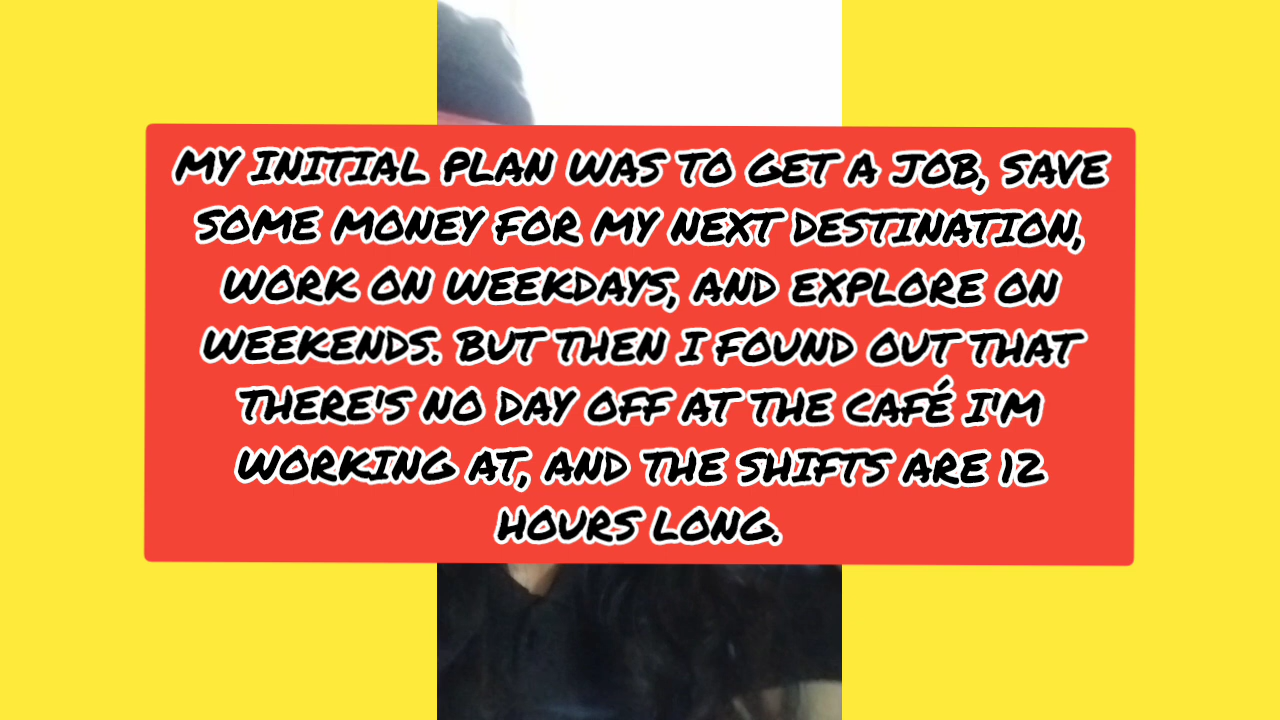 MY INITIAL PLAN WAS TO GET A JOB, SAVE
SOME MONEY FOR MY NEXT DESTINATION,
WORK ON WEEKDAYS, AND EXPLORE ON
WEEKENDS. BUT THEN I FOUND OUT THAT
THERE'S NO DAY OFF AT THE CAFÉ I'M
WORKING AT, AND THE SHIFTS ARE 12
HOURS LONG.